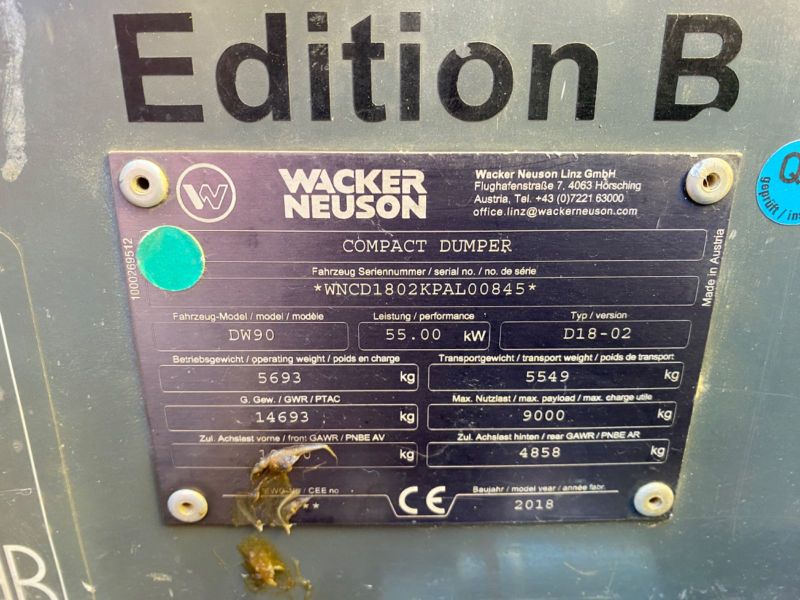 Edition B
W
WACKER
NEUSON
Wacker Neuson Linz GmbH
Flughafenstraße 7, 4063 Hörsching
Austria, Tel. +43 (0)7221 63000
office.linz@wackerneuson.com
Q
geprüft / ins
1000269512
COMPACT DUMPER
Made in Austria
Fahrzeug Seriennummer / serial no. / no. de série
*WNCD1802KPAL00845*
Fahrzeug-Model / model / modèle Leistung / performance Typ / version
DW90 55.00 kW D18-02
Betriebsgewicht / operating weight / poids en charge Transportgewicht / transport weight / poids de transport
5693 kg 5549 kg
G. Gew. / GWR / PTAC Max. Nutzlast / max. payload / max. charge utile
14693 kg 9000 kg
Zul. Achslast vorne / front GAWR / PNBE AV Zul. Achslast hinten / rear GAWR / PNBE AR
kg 4858 kg
/ CEE no CE Baujahr / model year / année fabr.
** 2018